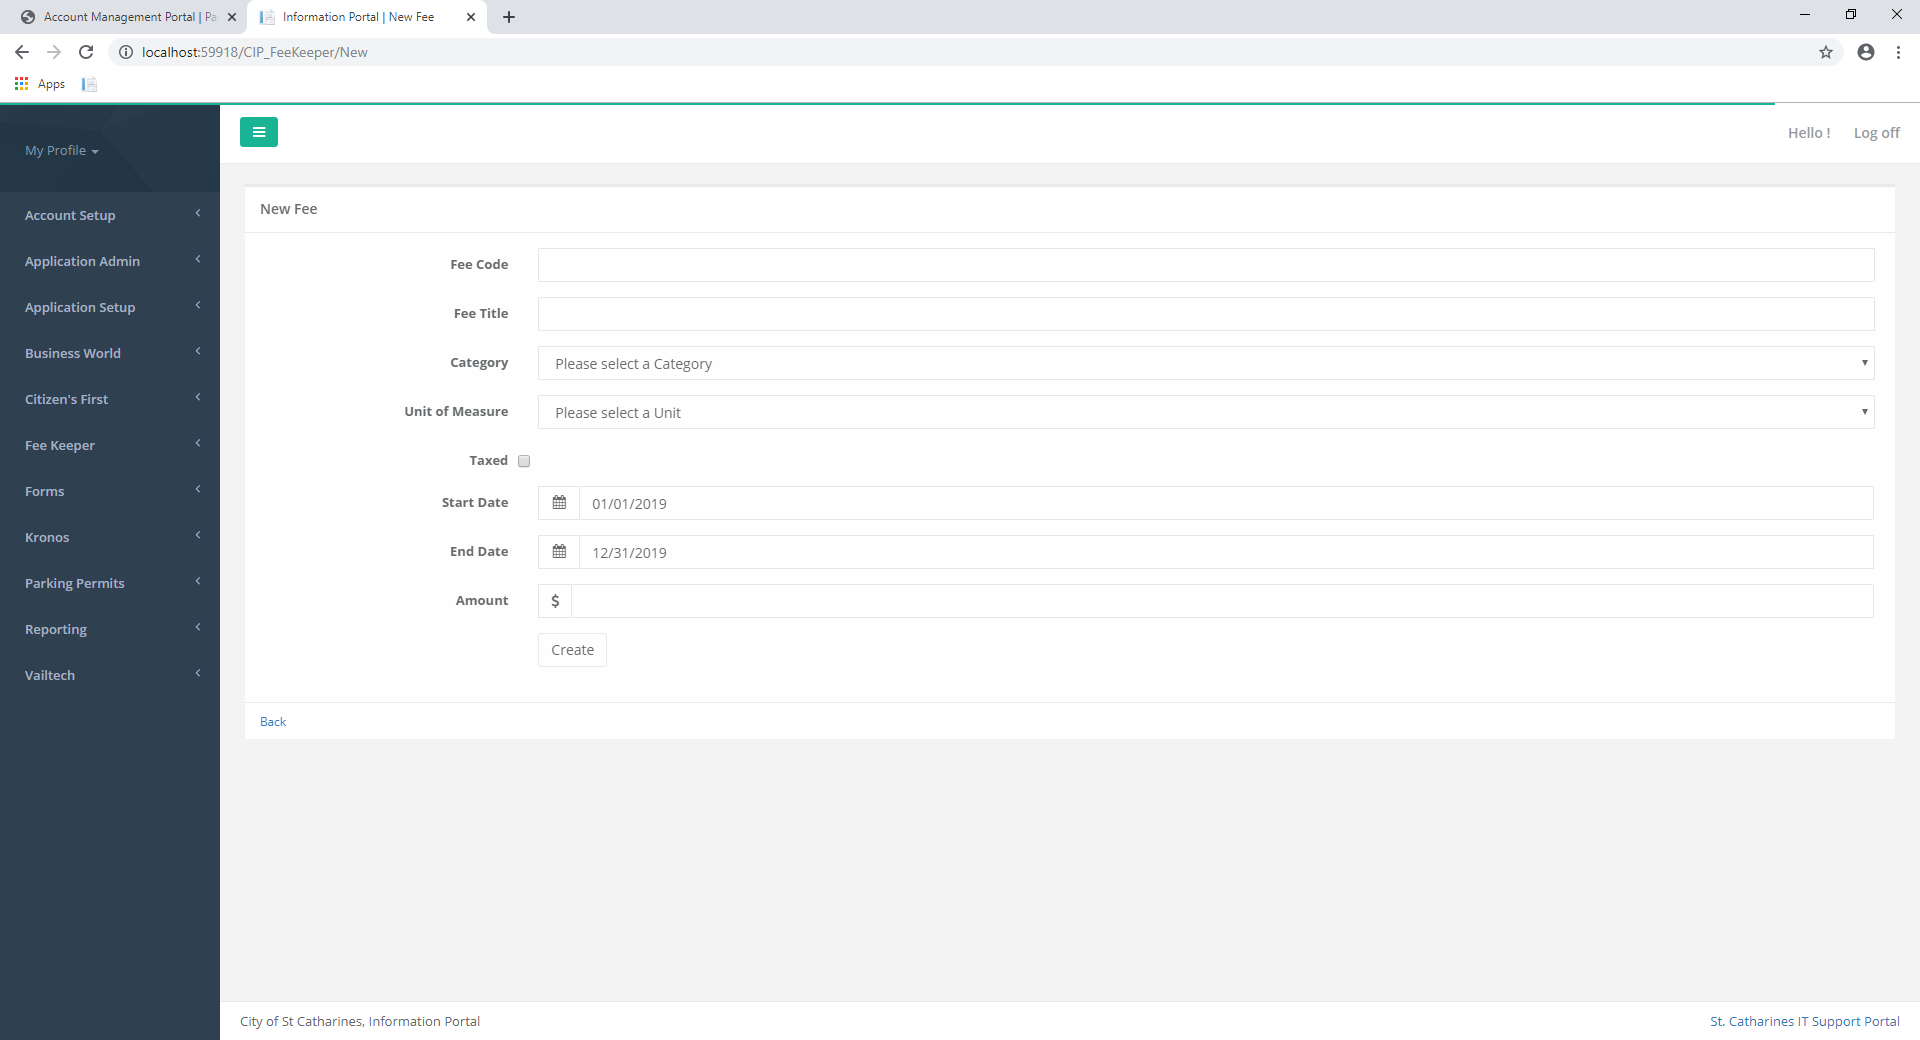 Account Management Portal | Pa
Information Portal | New Fee
localhost:59918/CIP_FeeKeeper/New
Apps
My Profile
Hello !
Log off
Account Setup
Application Admin
Application Setup
Business World
Citizen's First
Fee Keeper
Forms
Kronos
Parking Permits
Reporting
Vailtech
New Fee
Fee Code
Fee Title
Category
Please select a Category
Unit of Measure
Please select a Unit
Taxed
Start Date
01/01/2019
End Date
12/31/2019
Amount
$
Create
Back
City of St Catharines, Information Portal
St. Catharines IT Support Portal